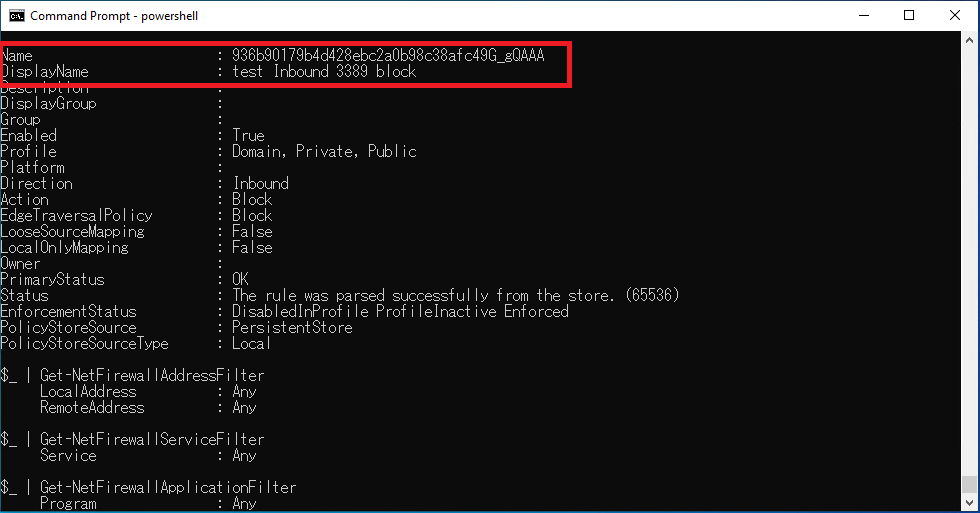 Command Prompt - powershell
Name : 936b90179b4d428ebc2a0b98c38afc49G_gQAAA
DisplayName : test Inbound 3389 block
Description :
DisplayGroup :
Group :
Enabled : True
Profile : Domain, Private, Public
Platform :
Direction : Inbound
Action : Block
EdgeTraversalPolicy : Block
LooseSourceMapping : False
LocalOnlyMapping : False
Owner :
PrimaryStatus : OK
Status : The rule was parsed successfully from the store. (65536)
EnforcementStatus : DisabledInProfile ProfileInactive Enforced
PolicyStoreSource : PersistentStore
PolicyStoreSourceType : Local
$_ | Get-NetFirewallAddressFilter
LocalAddress : Any
RemoteAddress : Any
$_ | Get-NetFirewallServiceFilter
Service : Any
$_ | Get-NetFirewallApplicationFilter
Program : Any